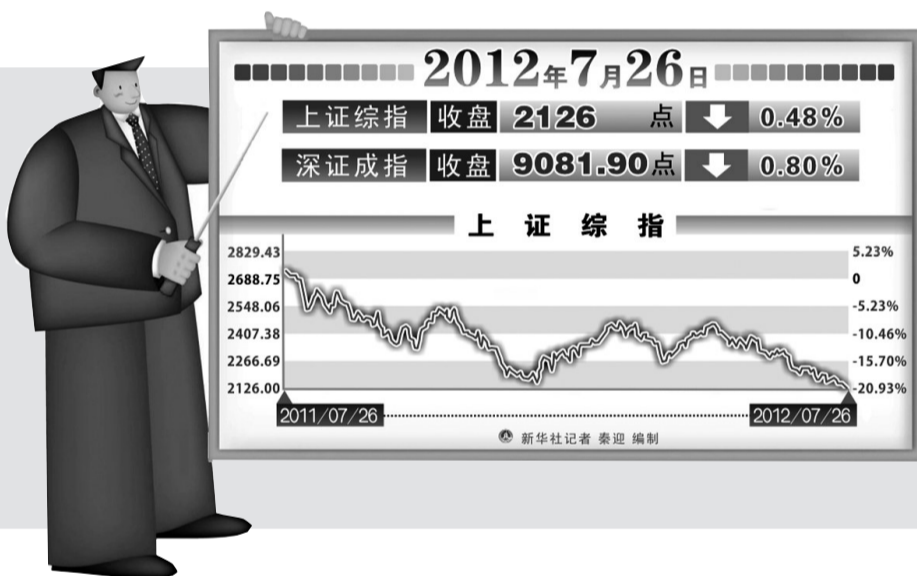 2012年7月26日
上证综指 收盘 2126 点 0.48%
深证成指 收盘 9081.90点 0.80%
上 证 综 指
2829.43 5.23%
2688.75 0
2548.06 -5.23%
2407.38 -10.46%
2266.69 -15.70%
2126.00 -20.93%
2011/07/26 2012/07/26
新华社记者 秦迎 编制